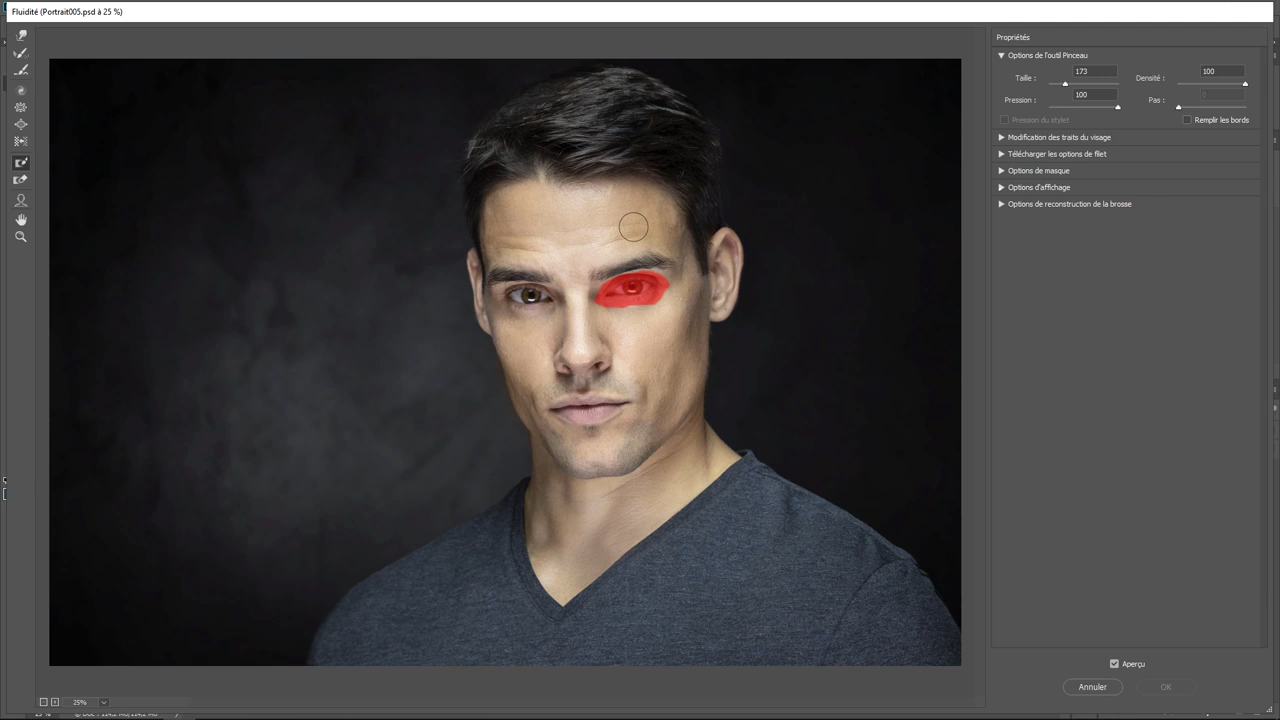 Fluidité (Portrait005.psd à 25 %)
Propriétés
Options de l'outil Pinceau
Taille : 173 Densité : 100
Pression : 100 Pas : 0
Pression du stylet Remplir les bords
Modification des traits du visage
Télécharger les options de filet
Options de masque
Options d'affichage
Options de reconstruction de la brosse
Aperçu
Annuler OK
25%